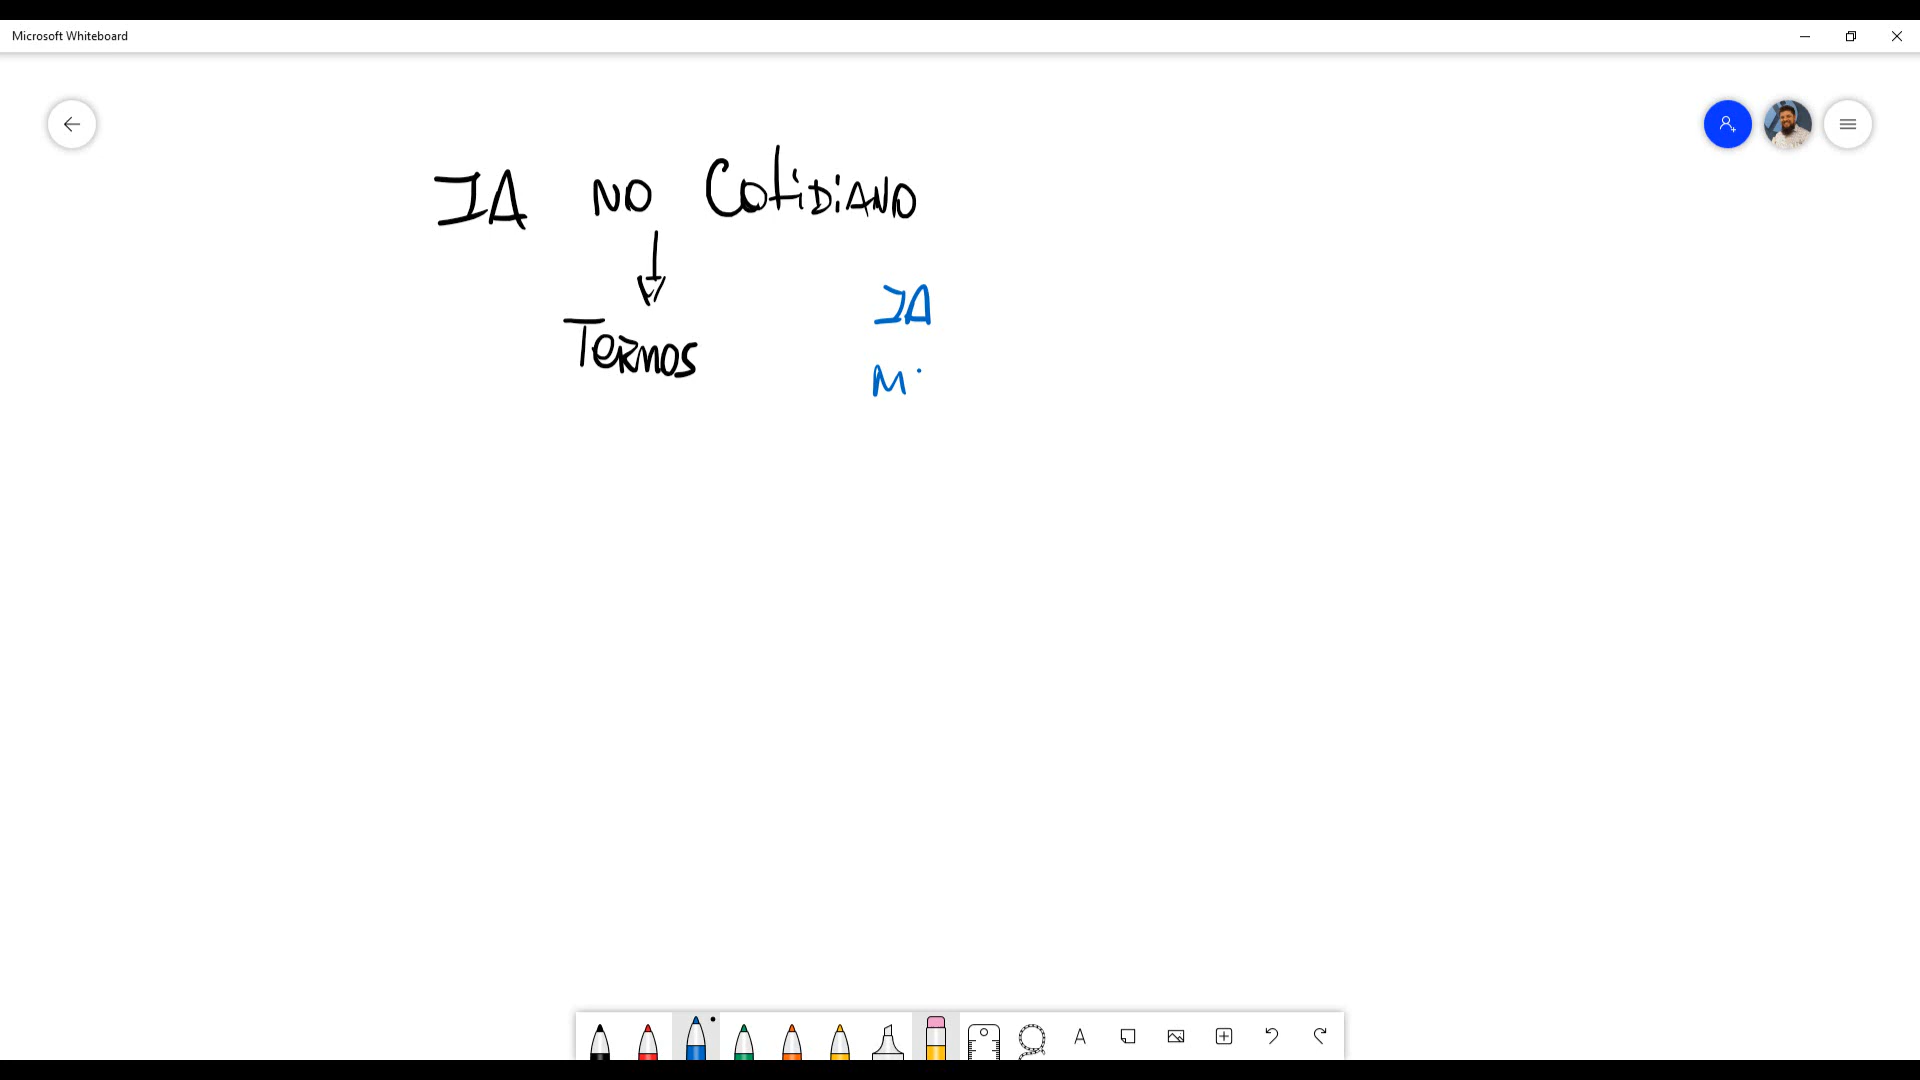 Microsoft Whiteboard
IA NO COtiDiANO
TERMOS
IA
M